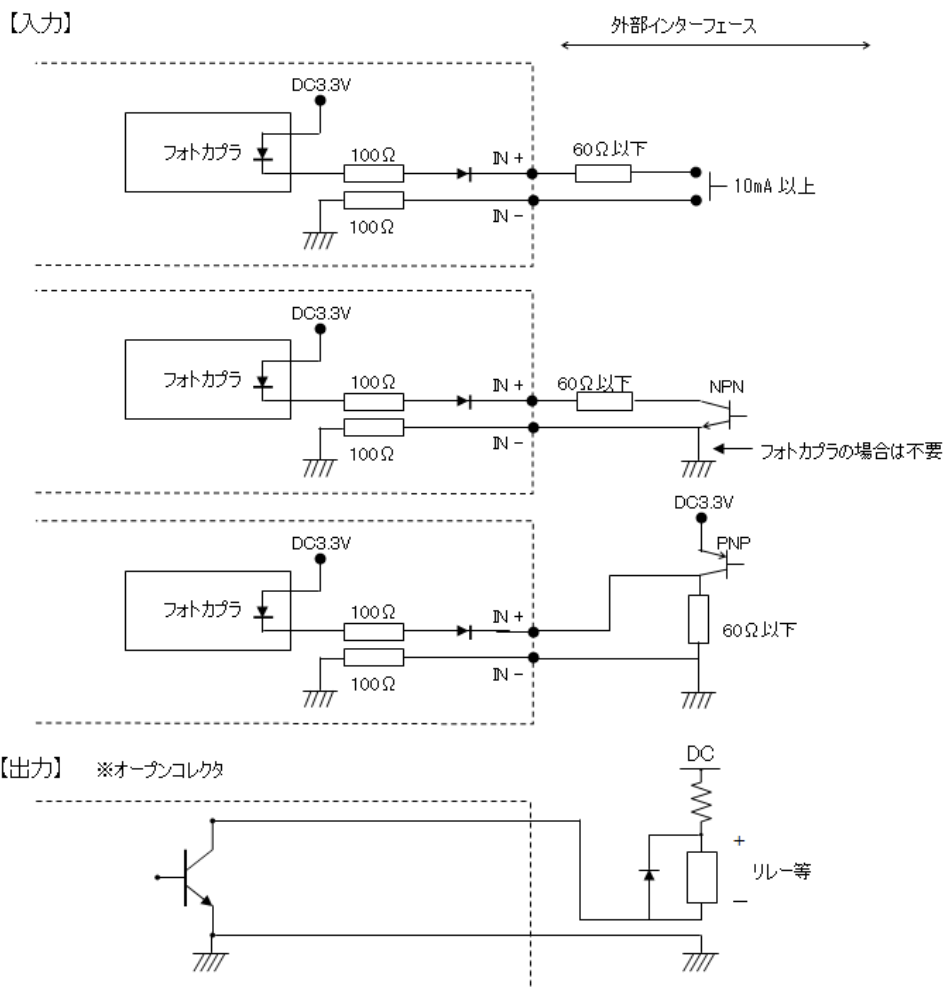 【入力】
外部インターフェース
DC3.3V
フォトカプラ
100Ω
IN +
60Ω以下
10mA 以上
IN -
100Ω
DC3.3V
フォトカプラ
100Ω
IN +
60Ω以下
NPN
IN -
100Ω
フォトカプラの場合は不要
DC3.3V
DC3.3V
PNP
フォトカプラ
100Ω
IN +
60Ω以下
IN -
100Ω
【出力】 ※オープンコレクタ
DC
+
リレー等
-